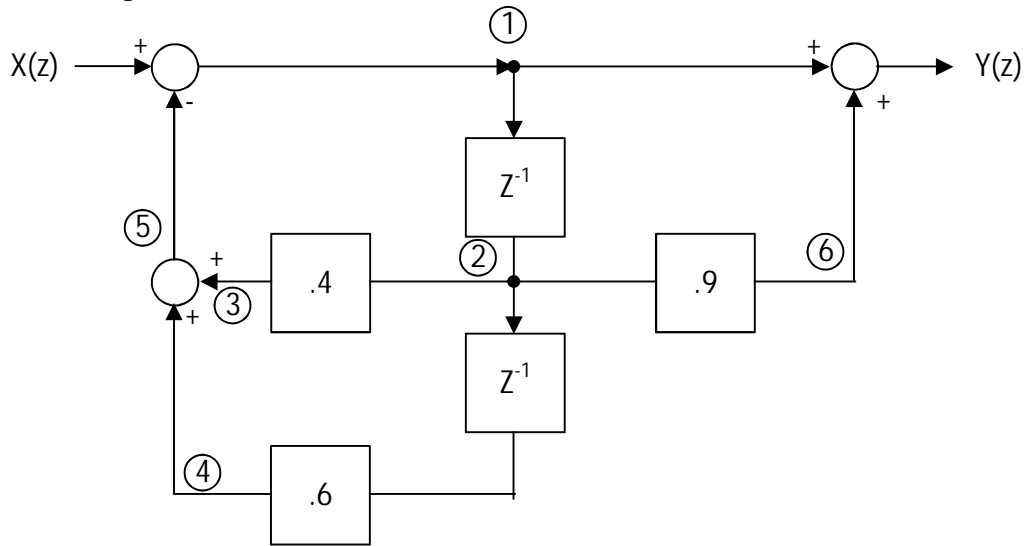 ①
X(z) + + Y(z)
- +
Z-1
⑤ ② ⑥
+ .4 .9
③
+
Z-1
④ .6